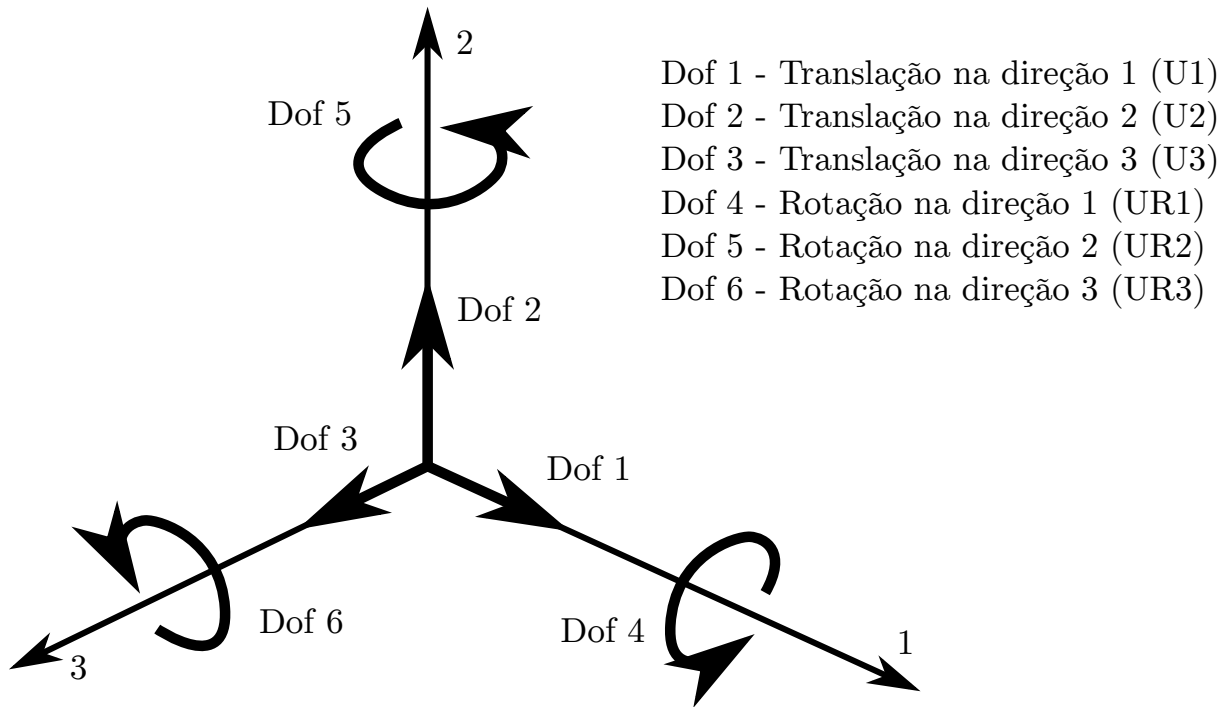 2
Dof 5
Dof 1 - Translação na direção 1 (U1)
Dof 2 - Translação na direção 2 (U2)
Dof 3 - Translação na direção 3 (U3)
Dof 4 - Rotação na direção 1 (UR1)
Dof 5 - Rotação na direção 2 (UR2)
Dof 6 - Rotação na direção 3 (UR3)
Dof 2
Dof 3
Dof 1
Dof 6
Dof 4
1
3